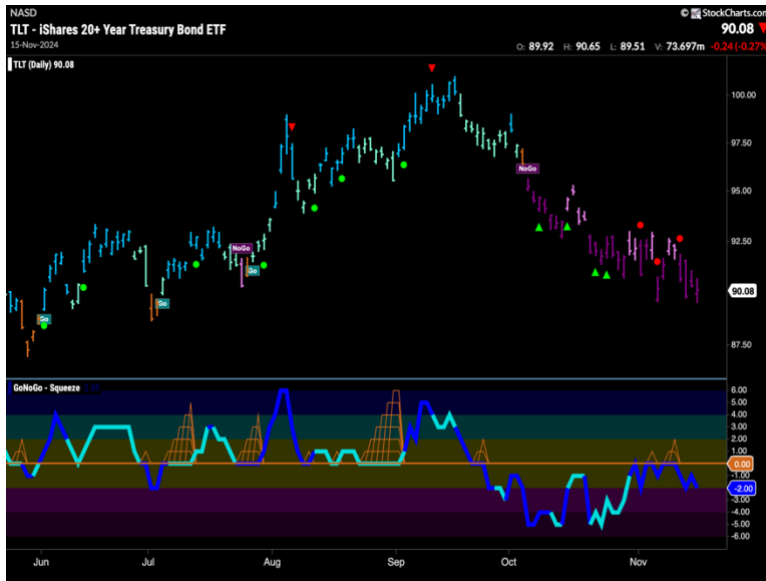 NASD
© StockCharts.com
TLT - iShares 20+ Year Treasury Bond ETF
90.08
15-Nov-2024
O: 89.92 H: 90.65 L: 89.51 V: 73.697m -0.24 (-0.27%)
TLT (Daily) 90.08
100.00
97.50
95.00
NoGo
92.50
NoGo
Go
90.08
Go
Go
87.50
GoNoGo - Squeeze
6.00
5.00
4.00
3.00
2.00
1.00
0.00
-1.00
-2.00
-3.00
-4.00
-5.00
-6.00
Jun Jul Aug Sep Oct Nov